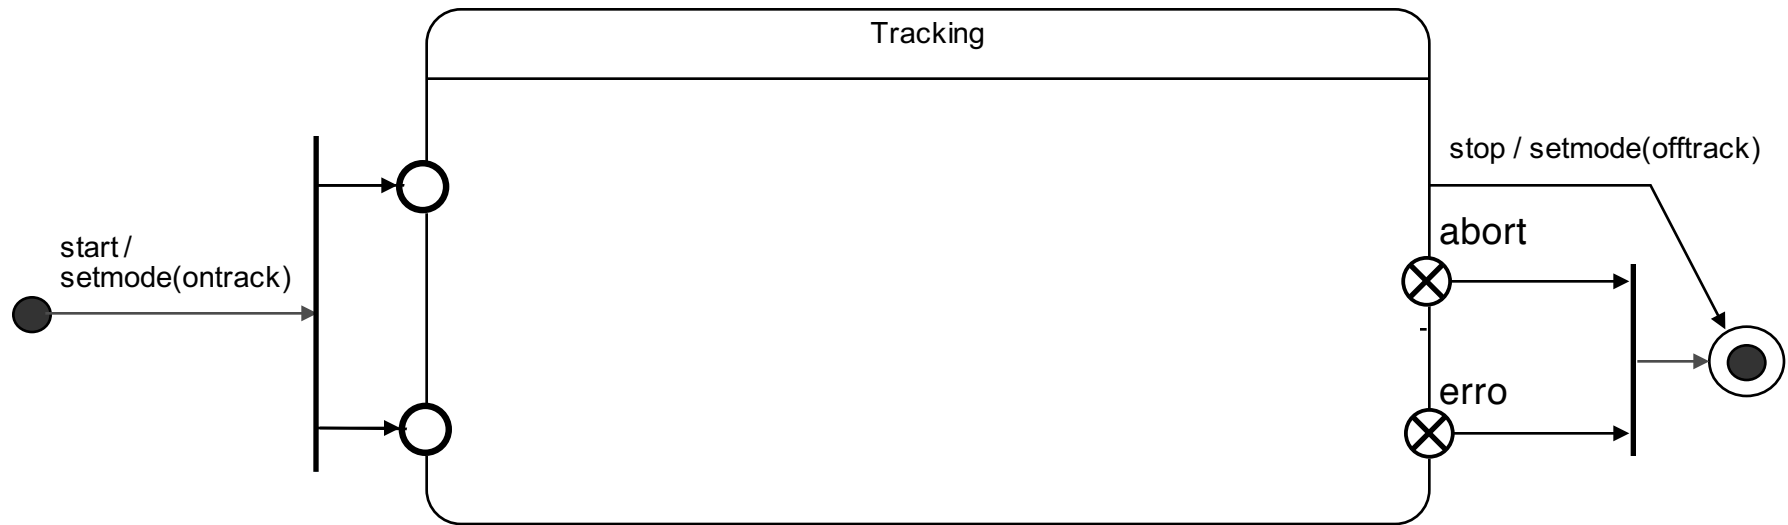 Tracking
stop / setmode(offtrack)
abort
start /
setmode(ontrack)
erro